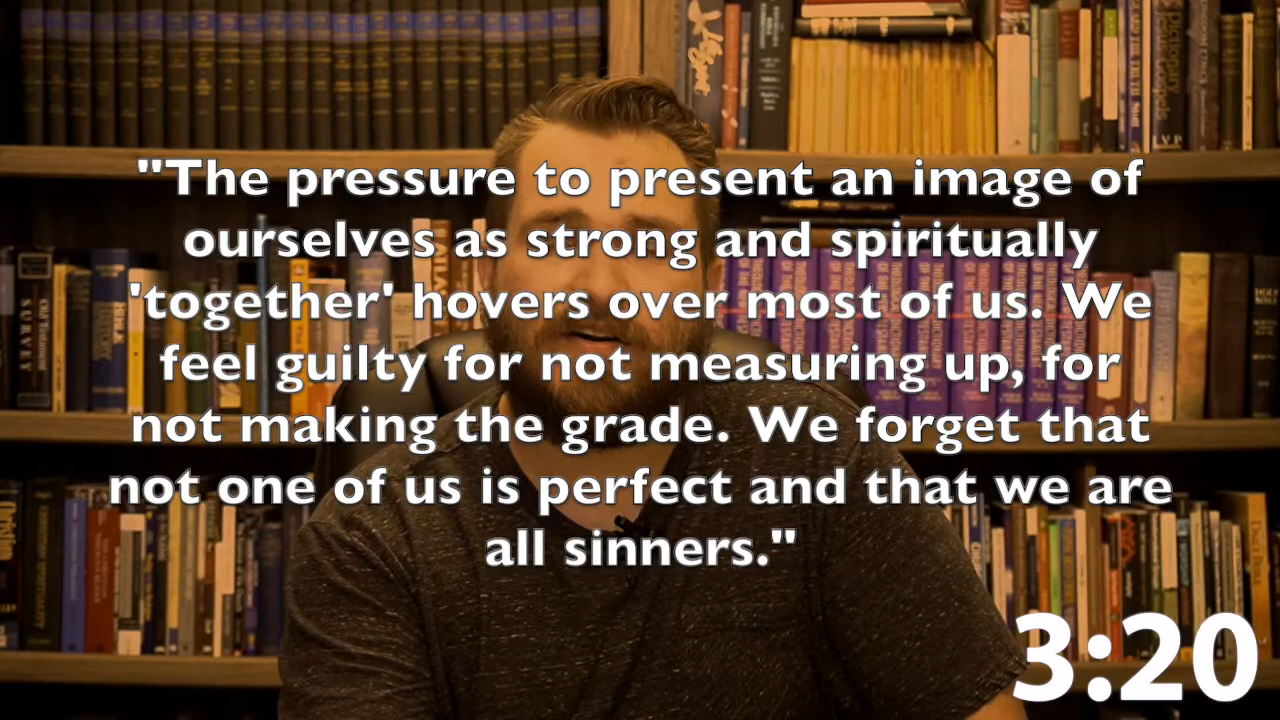 "The pressure to present an image of
ourselves as strong and spiritually
'together' hovers over most of us. We
feel guilty for not measuring up, for
not making the grade. We forget that
not one of us is perfect and that we are
all sinners."
3:20